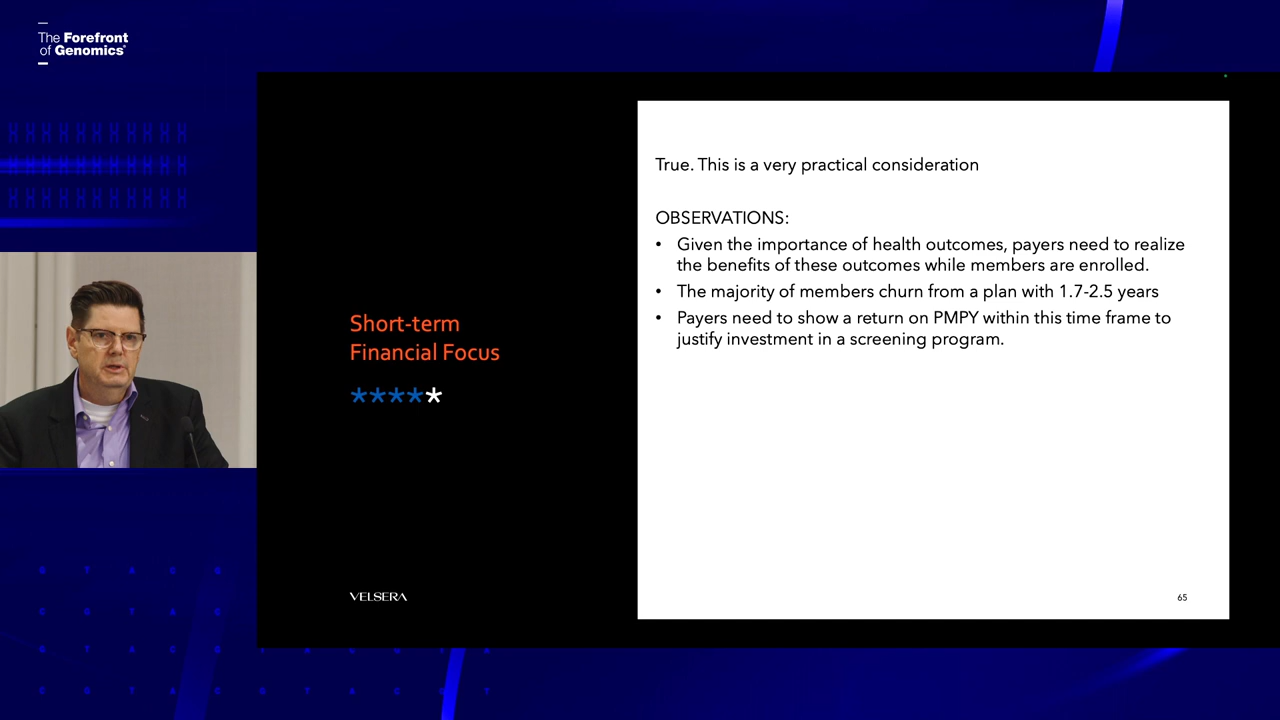 The Forefront
of Genomics®
True. This is a very practical consideration
OBSERVATIONS:
• Given the importance of health outcomes, payers need to realize
the benefits of these outcomes while members are enrolled.
• The majority of members churn from a plan with 1.7-2.5 years
• Payers need to show a return on PMPY within this time frame to
justify investment in a screening program.
Short-term
Financial Focus
*****
VELSERA
65